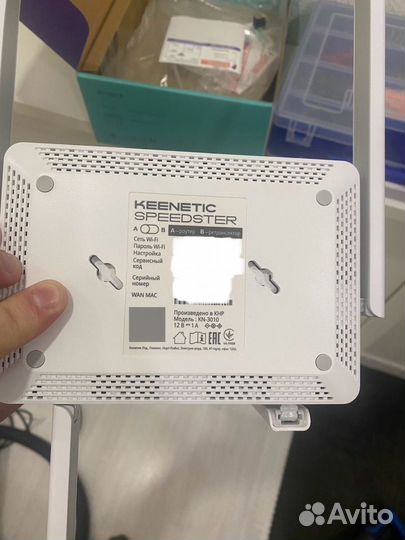 KEENETIC
SPEEDSTER
A B A – роутер B – ретранслятор
Сеть Wi-Fi
Пароль Wi-Fi
Настройка
Сервисный
код
Серийный
номер
WAN MAC
Произведено в КНР
Модель: KN-3010
12 В 1 А
EAC
Avito